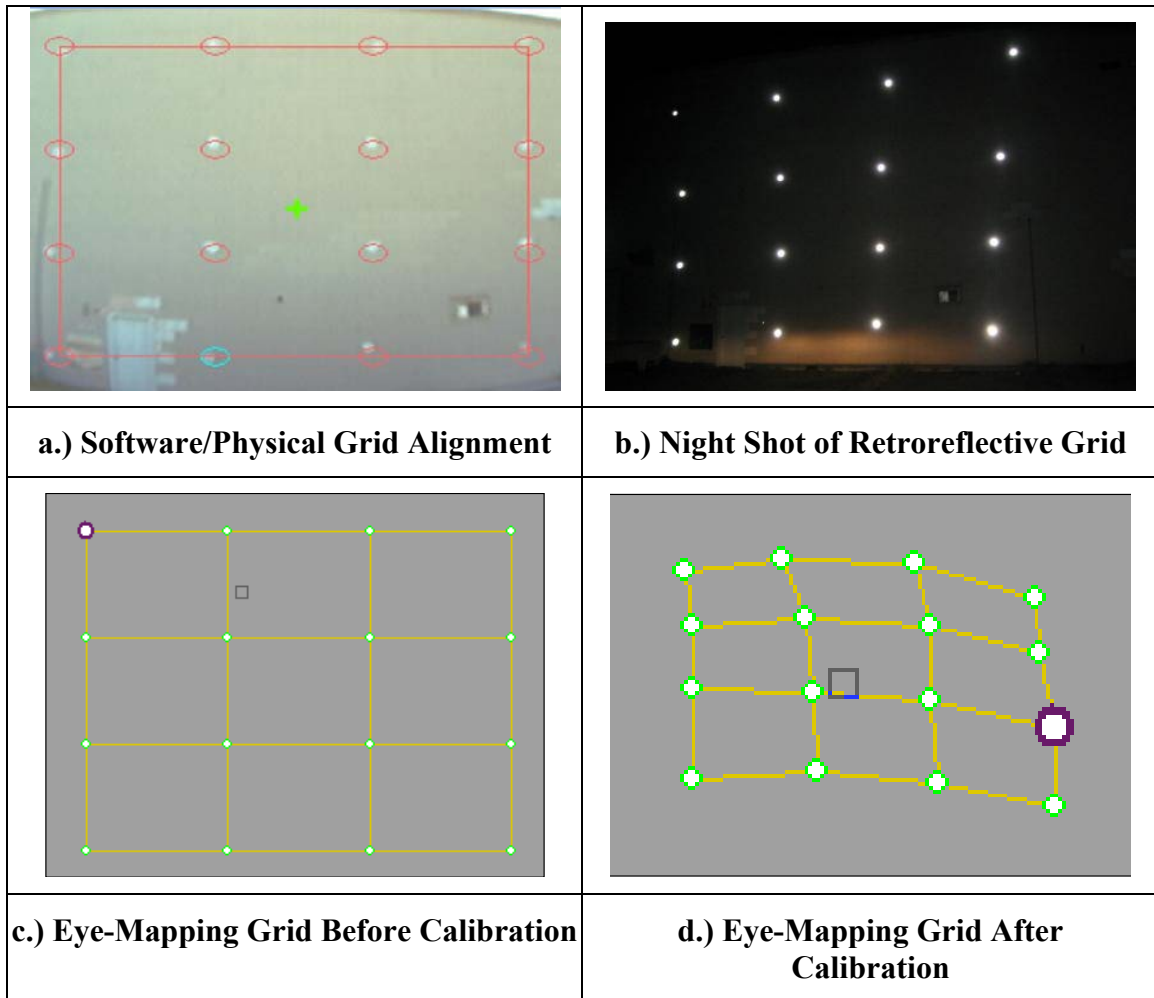 a.) Software/Physical Grid Alignment
b.) Night Shot of Retroreflective Grid
c.) Eye-Mapping Grid Before Calibration
d.) Eye-Mapping Grid After
Calibration